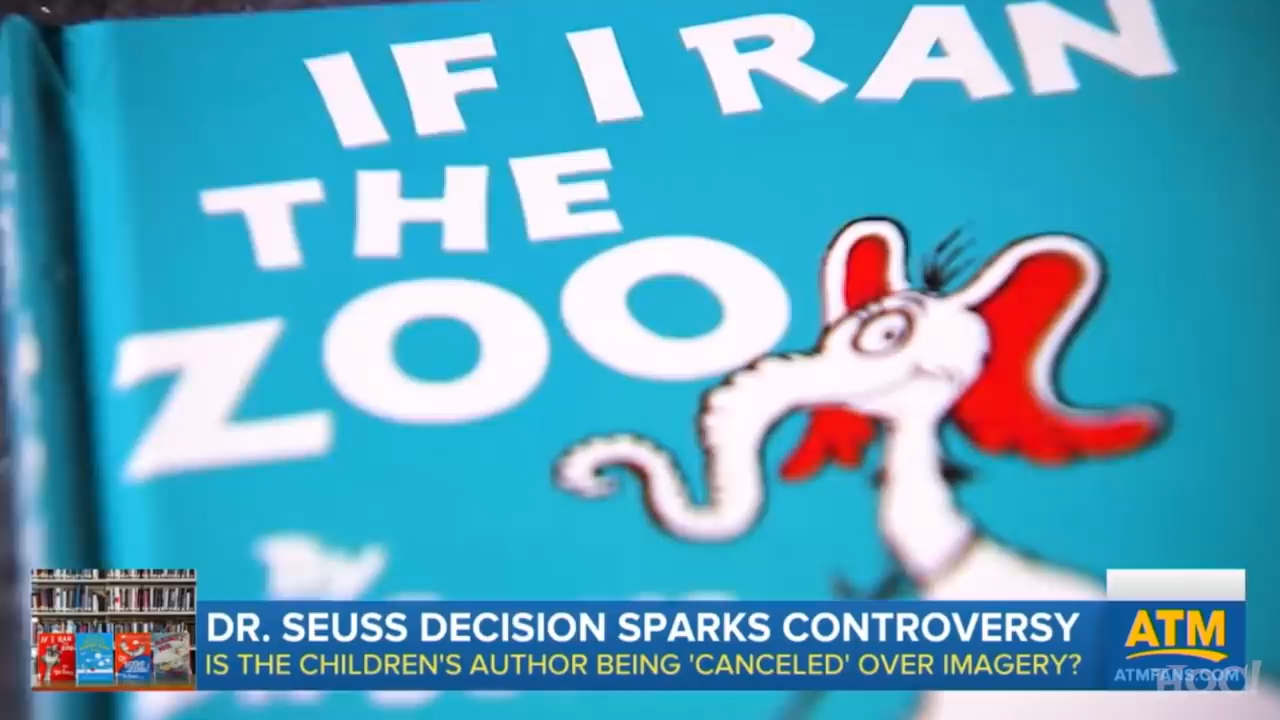 IF I RAN
THE
ZOO
By
DR. SEUSS DECISION SPARKS CONTROVERSY
IS THE CHILDREN'S AUTHOR BEING 'CANCELED' OVER IMAGERY?
ATM
ATMFANS.COM